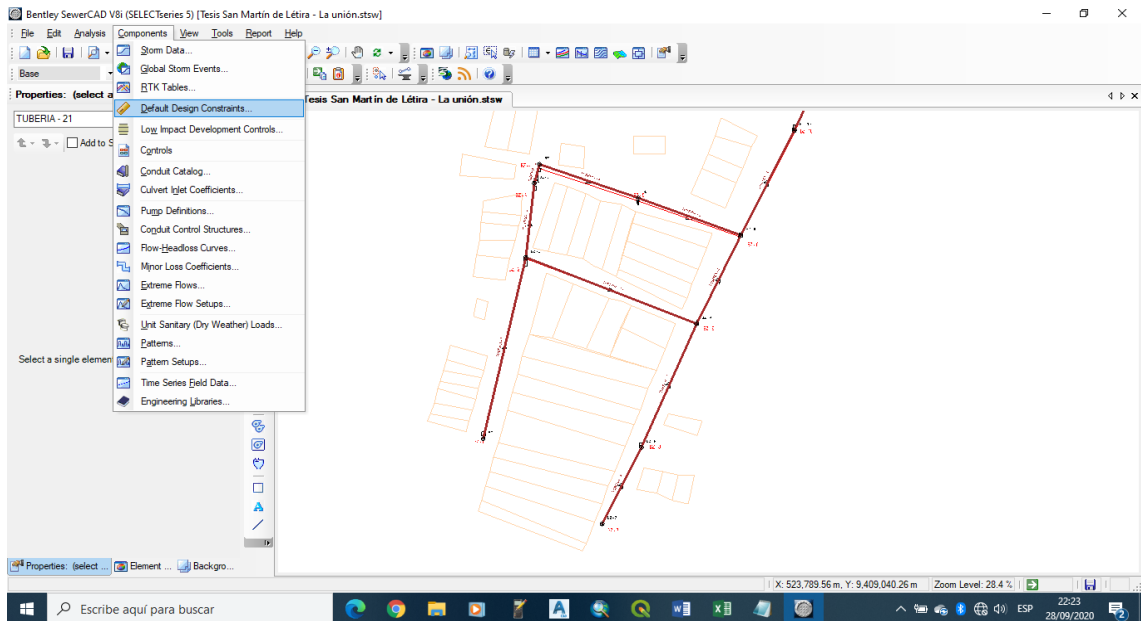 Bentley SewerCAD V8i (SELECTseries 5) [Tesis San Martín de Létira - La unión.stsw]
File Edit Analysis Components View Tools Report Help
Base
Properties: (select a
TUBERIA - 21
Add to S
Storm Data...
Global Storm Events...
RTK Tables...
Default Design Constraints...
Low Impact Development Controls...
Controls
Conduit Catalog...
Culvert Inlet Coefficients...
Pump Definitions...
Conduit Control Structures...
Flow-Headloss Curves...
Minor Loss Coefficients...
Extreme Flows...
Extreme Flow Setups...
Unit Sanitary (Dry Weather) Loads...
Patterns...
Pattern Setups...
Time Series Field Data...
Engineering Libraries...
Tesis San Martín de Létira - La unión.stsw
Select a single elemen
Properties: (select ... Element ... Backgro...
X: 523,789.56 m, Y: 9,409,040.26 m Zoom Level: 28.4 %
Escribe aquí para buscar
ESP
22:23
28/09/2020
2